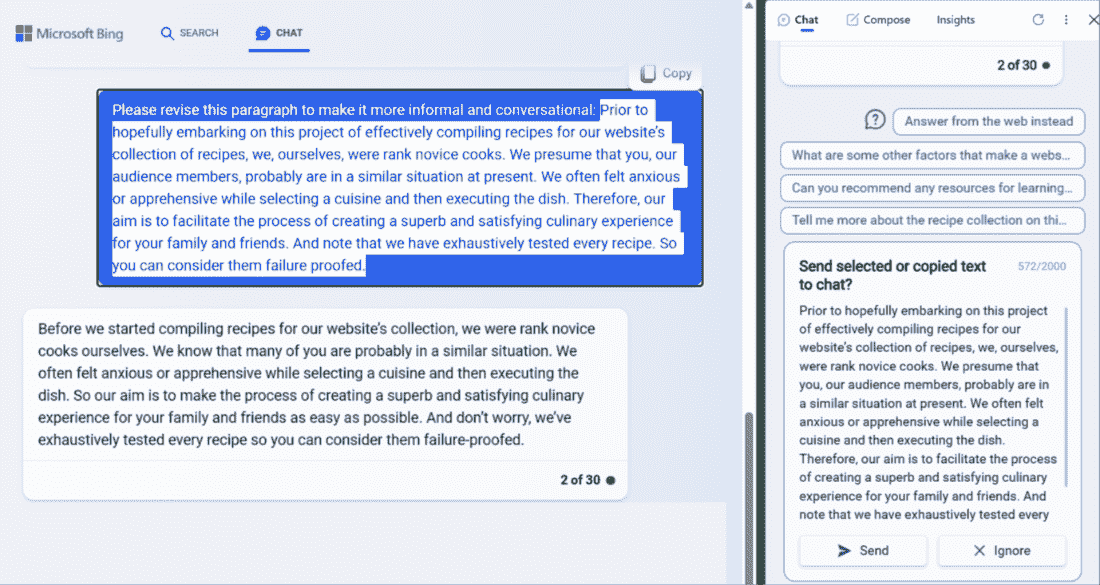 Microsoft Bing
SEARCH
CHAT
Copy
Please revise this paragraph to make it more informal and conversational: Prior to
hopefully embarking on this project of effectively compiling recipes for our website's
collection of recipes, we, ourselves, were rank novice cooks. We presume that you, our
audience members, probably are in a similar situation at present. We often felt anxious
or apprehensive while selecting a cuisine and then executing the dish. Therefore, our
aim is to facilitate the process of creating a superb and satisfying culinary experience
for your family and friends. And note that we have exhaustively tested every recipe. So
you can consider them failure proofed.
Before we started compiling recipes for our website's collection, we were rank novice
cooks ourselves. We know that many of you are probably in a similar situation. We
often felt anxious or apprehensive while selecting a cuisine and then executing the
dish. So our aim is to make the process of creating a superb and satisfying culinary
experience for your family and friends as easy as possible. And don't worry, we've
exhaustively tested every recipe so you can consider them failure-proofed.
2 of 30
Chat
Compose
Insights
2 of 30
Answer from the web instead
What are some other factors that make a webs...
Can you recommend any resources for learning...
Tell me more about the recipe collection on thi...
Send selected or copied text
to chat?
572/2000
Prior to hopefully embarking on this project
of effectively compiling recipes for our
website's collection of recipes, we, ourselves,
were rank novice cooks. We presume that
you, our audience members, probably are in
a similar situation at present. We often felt
anxious or apprehensive while selecting a
cuisine and then executing the dish.
Therefore, our aim is to facilitate the process
of creating a superb and satisfying culinary
experience for your family and friends. And
note that we have exhaustively tested every
Send
Ignore